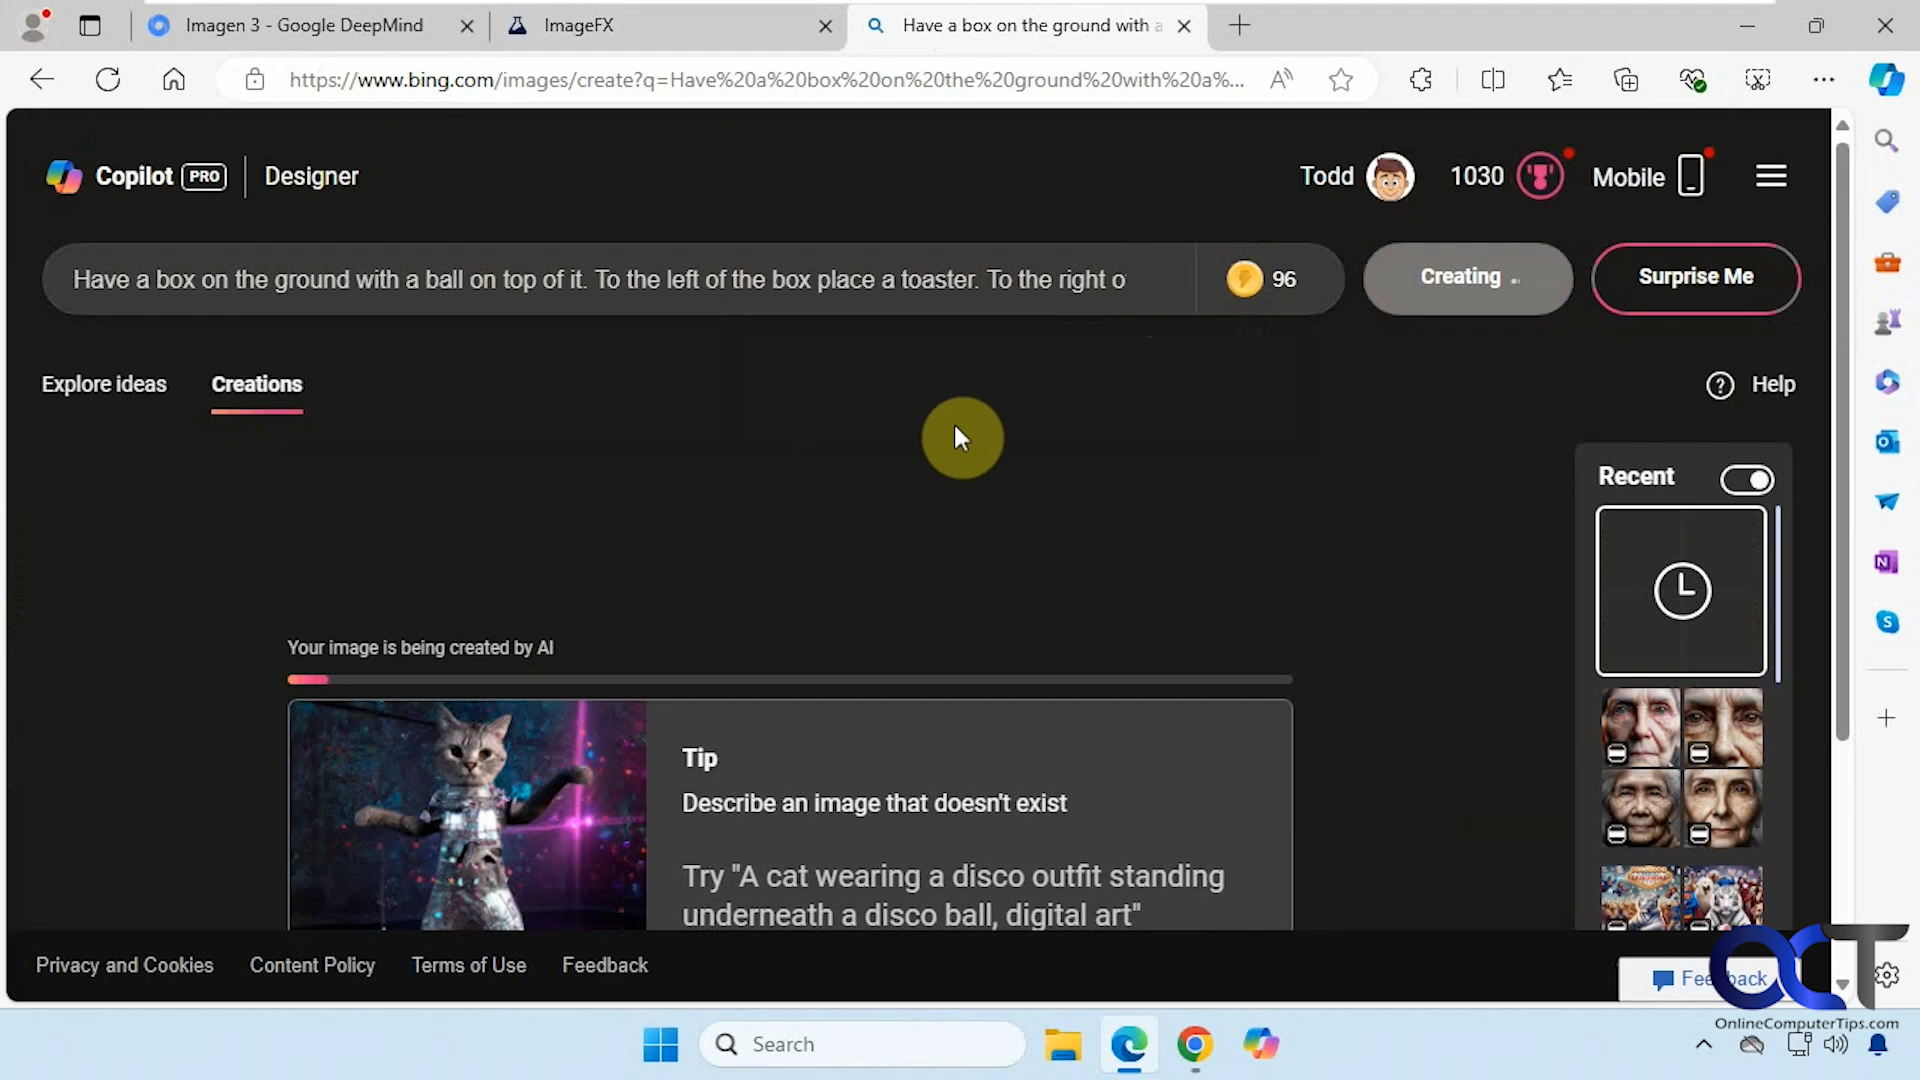 Imagen 3 - Google DeepMind
ImageFX
Have a box on the ground with a
https://www.bing.com/images/create?q=Have%20a%20box%20on%20the%20ground%20with%20a%...
Copilot PRO Designer
Todd
1030
Mobile
Have a box on the ground with a ball on top of it. To the left of the box place a toaster. To the right o
96
Creating
Surprise Me
Explore ideas
Creations
Help
Recent
Your image is being created by AI
Tip
Describe an image that doesn't exist
Try "A cat wearing a disco outfit standing
underneath a disco ball, digital art"
Privacy and Cookies
Content Policy
Terms of Use
Feedback
Feedback
OCT
OnlineComputerTips.com
Search